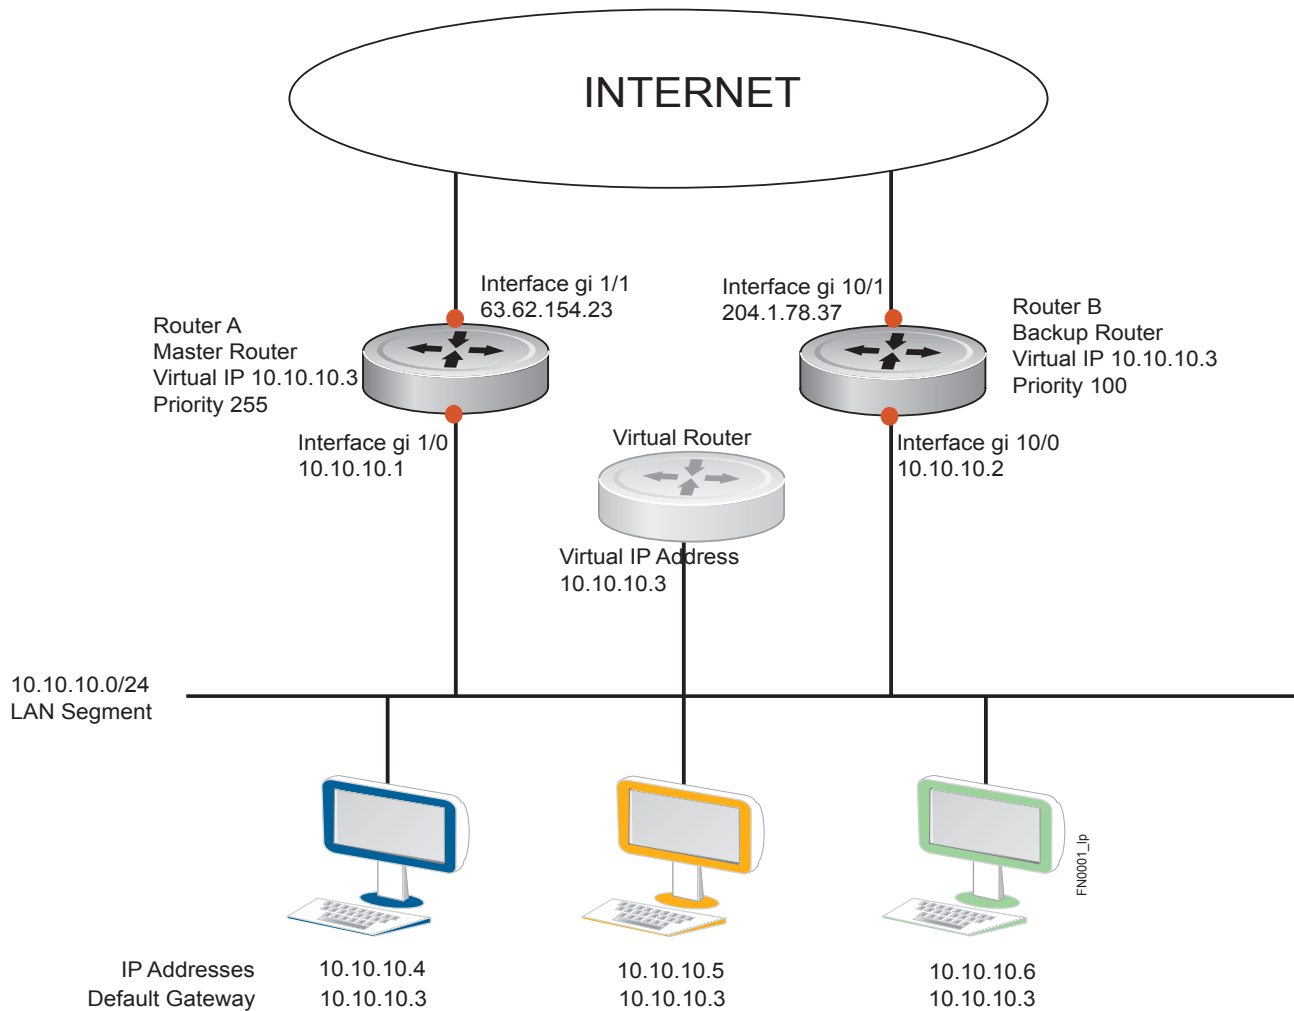 INTERNET
Interface gi 1/1
63.62.154.23
Interface gi 10/1
204.1.78.37
Router A
Master Router
Virtual IP 10.10.10.3
Priority 255
Router B
Backup Router
Virtual IP 10.10.10.3
Priority 100
Interface gi 1/0
10.10.10.1
Virtual Router
Interface gi 10/0
10.10.10.2
Virtual IP Address
10.10.10.3
10.10.10.0/24
LAN Segment
FN0001_lp
IP Addresses 10.10.10.4 10.10.10.5 10.10.10.6
Default Gateway 10.10.10.3 10.10.10.3 10.10.10.3